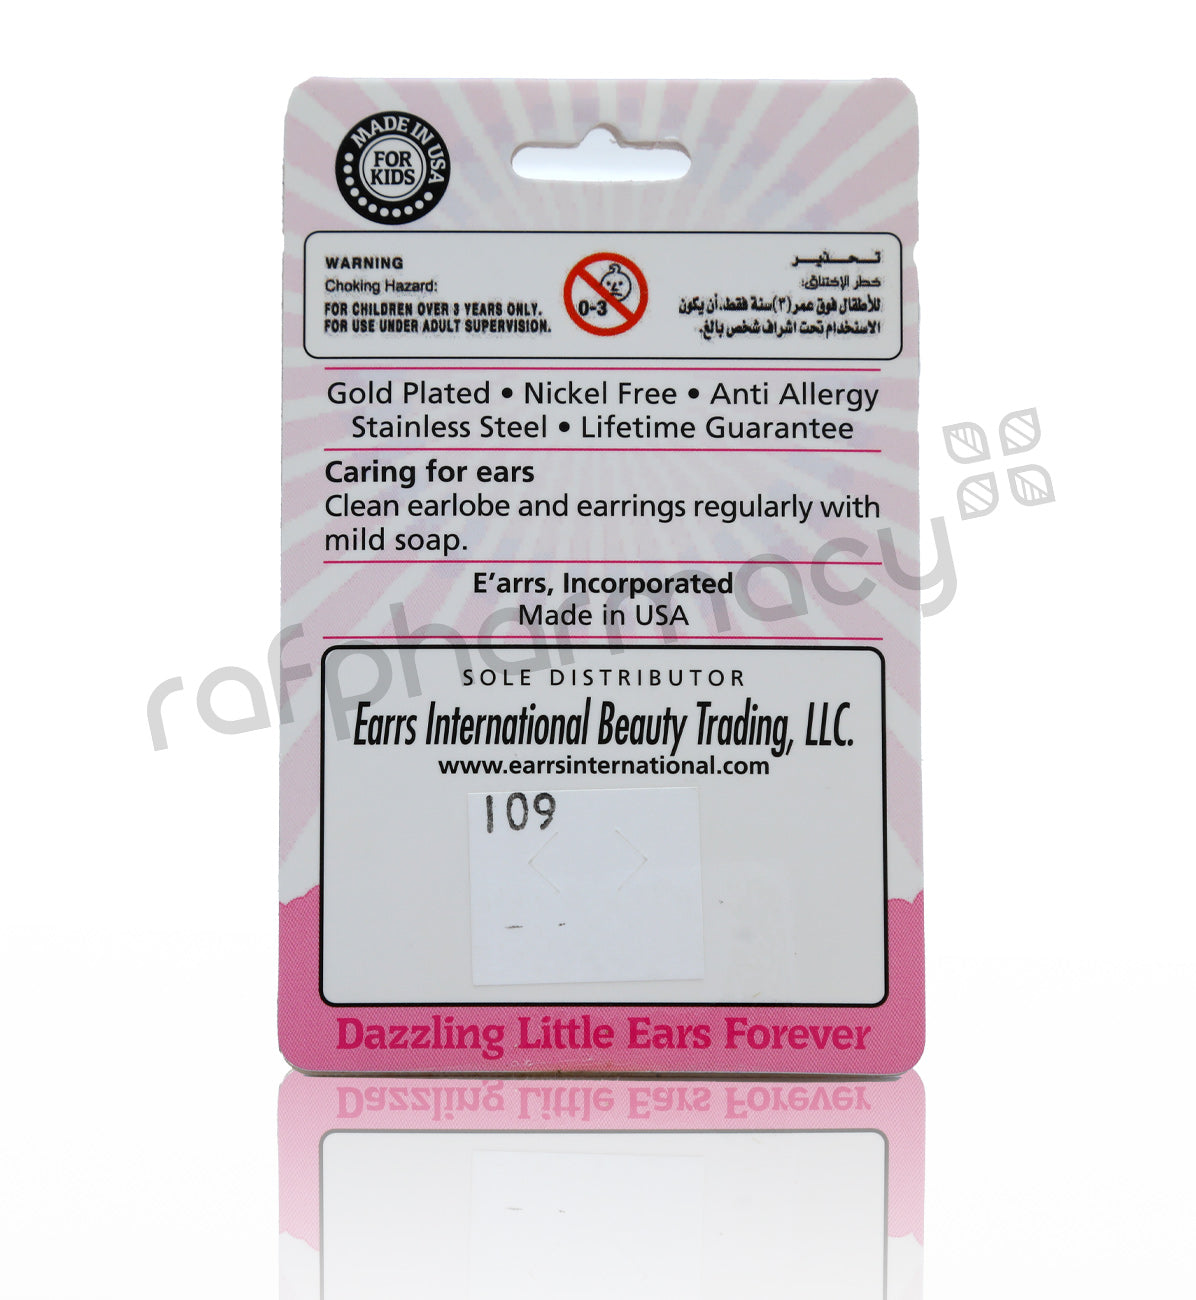 MADE IN USA
FOR
KIDS
WARNING
Choking Hazard:
FOR CHILDREN OVER 3 YEARS ONLY.
FOR USE UNDER ADULT SUPERVISION.
0-3
تـــحـــذيـــر
خطر الإختناق:
للأطفال فوق عمر (٣) سنة فقط، أن يكون
الاستخدام تحت اشراف شخص بالغ.
Gold Plated • Nickel Free • Anti Allergy
Stainless Steel • Lifetime Guarantee
Caring for ears
Clean earlobe and earrings regularly with
mild soap.
E’arrs, Incorporated
Made in USA
rafpharmacy
SOLE DISTRIBUTOR
Earrs International Beauty Trading, LLC.
www.earrsinternational.com
109
Dazzling Little Ears Forever